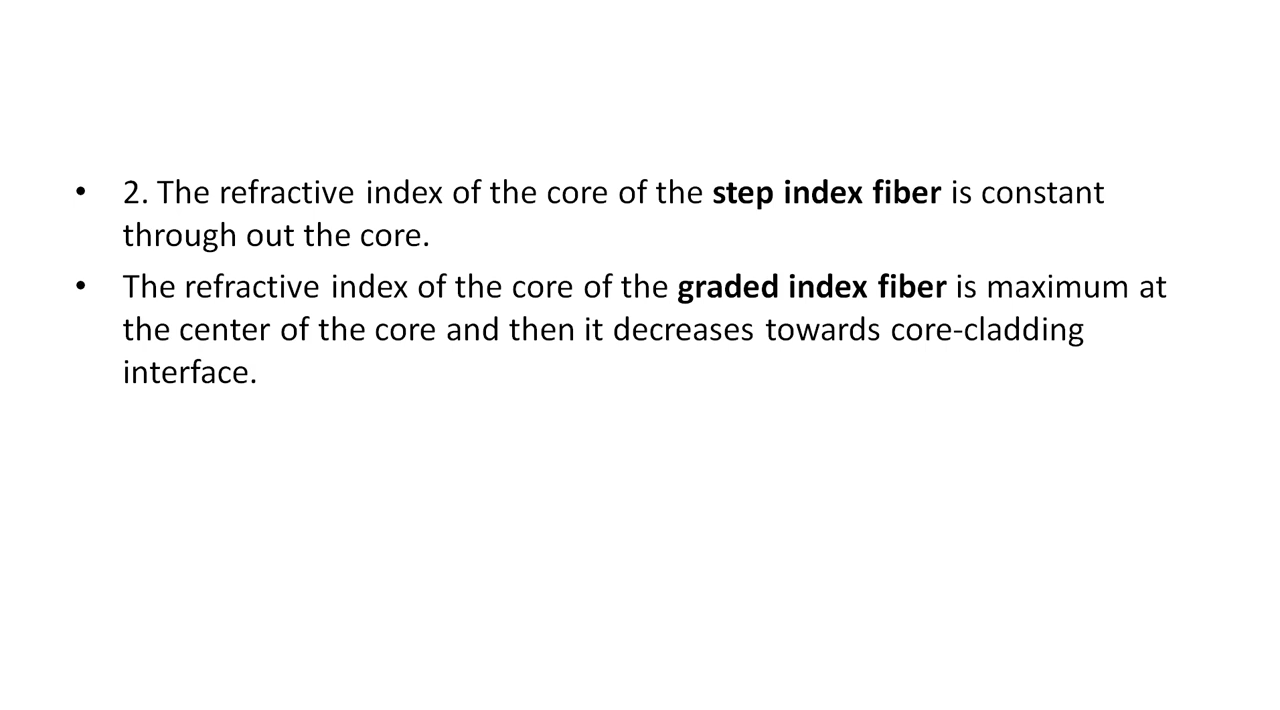 • 2. The refractive index of the core of the step index fiber is constant
through out the core.
• The refractive index of the core of the graded index fiber is maximum at
the center of the core and then it decreases towards core-cladding
interface.